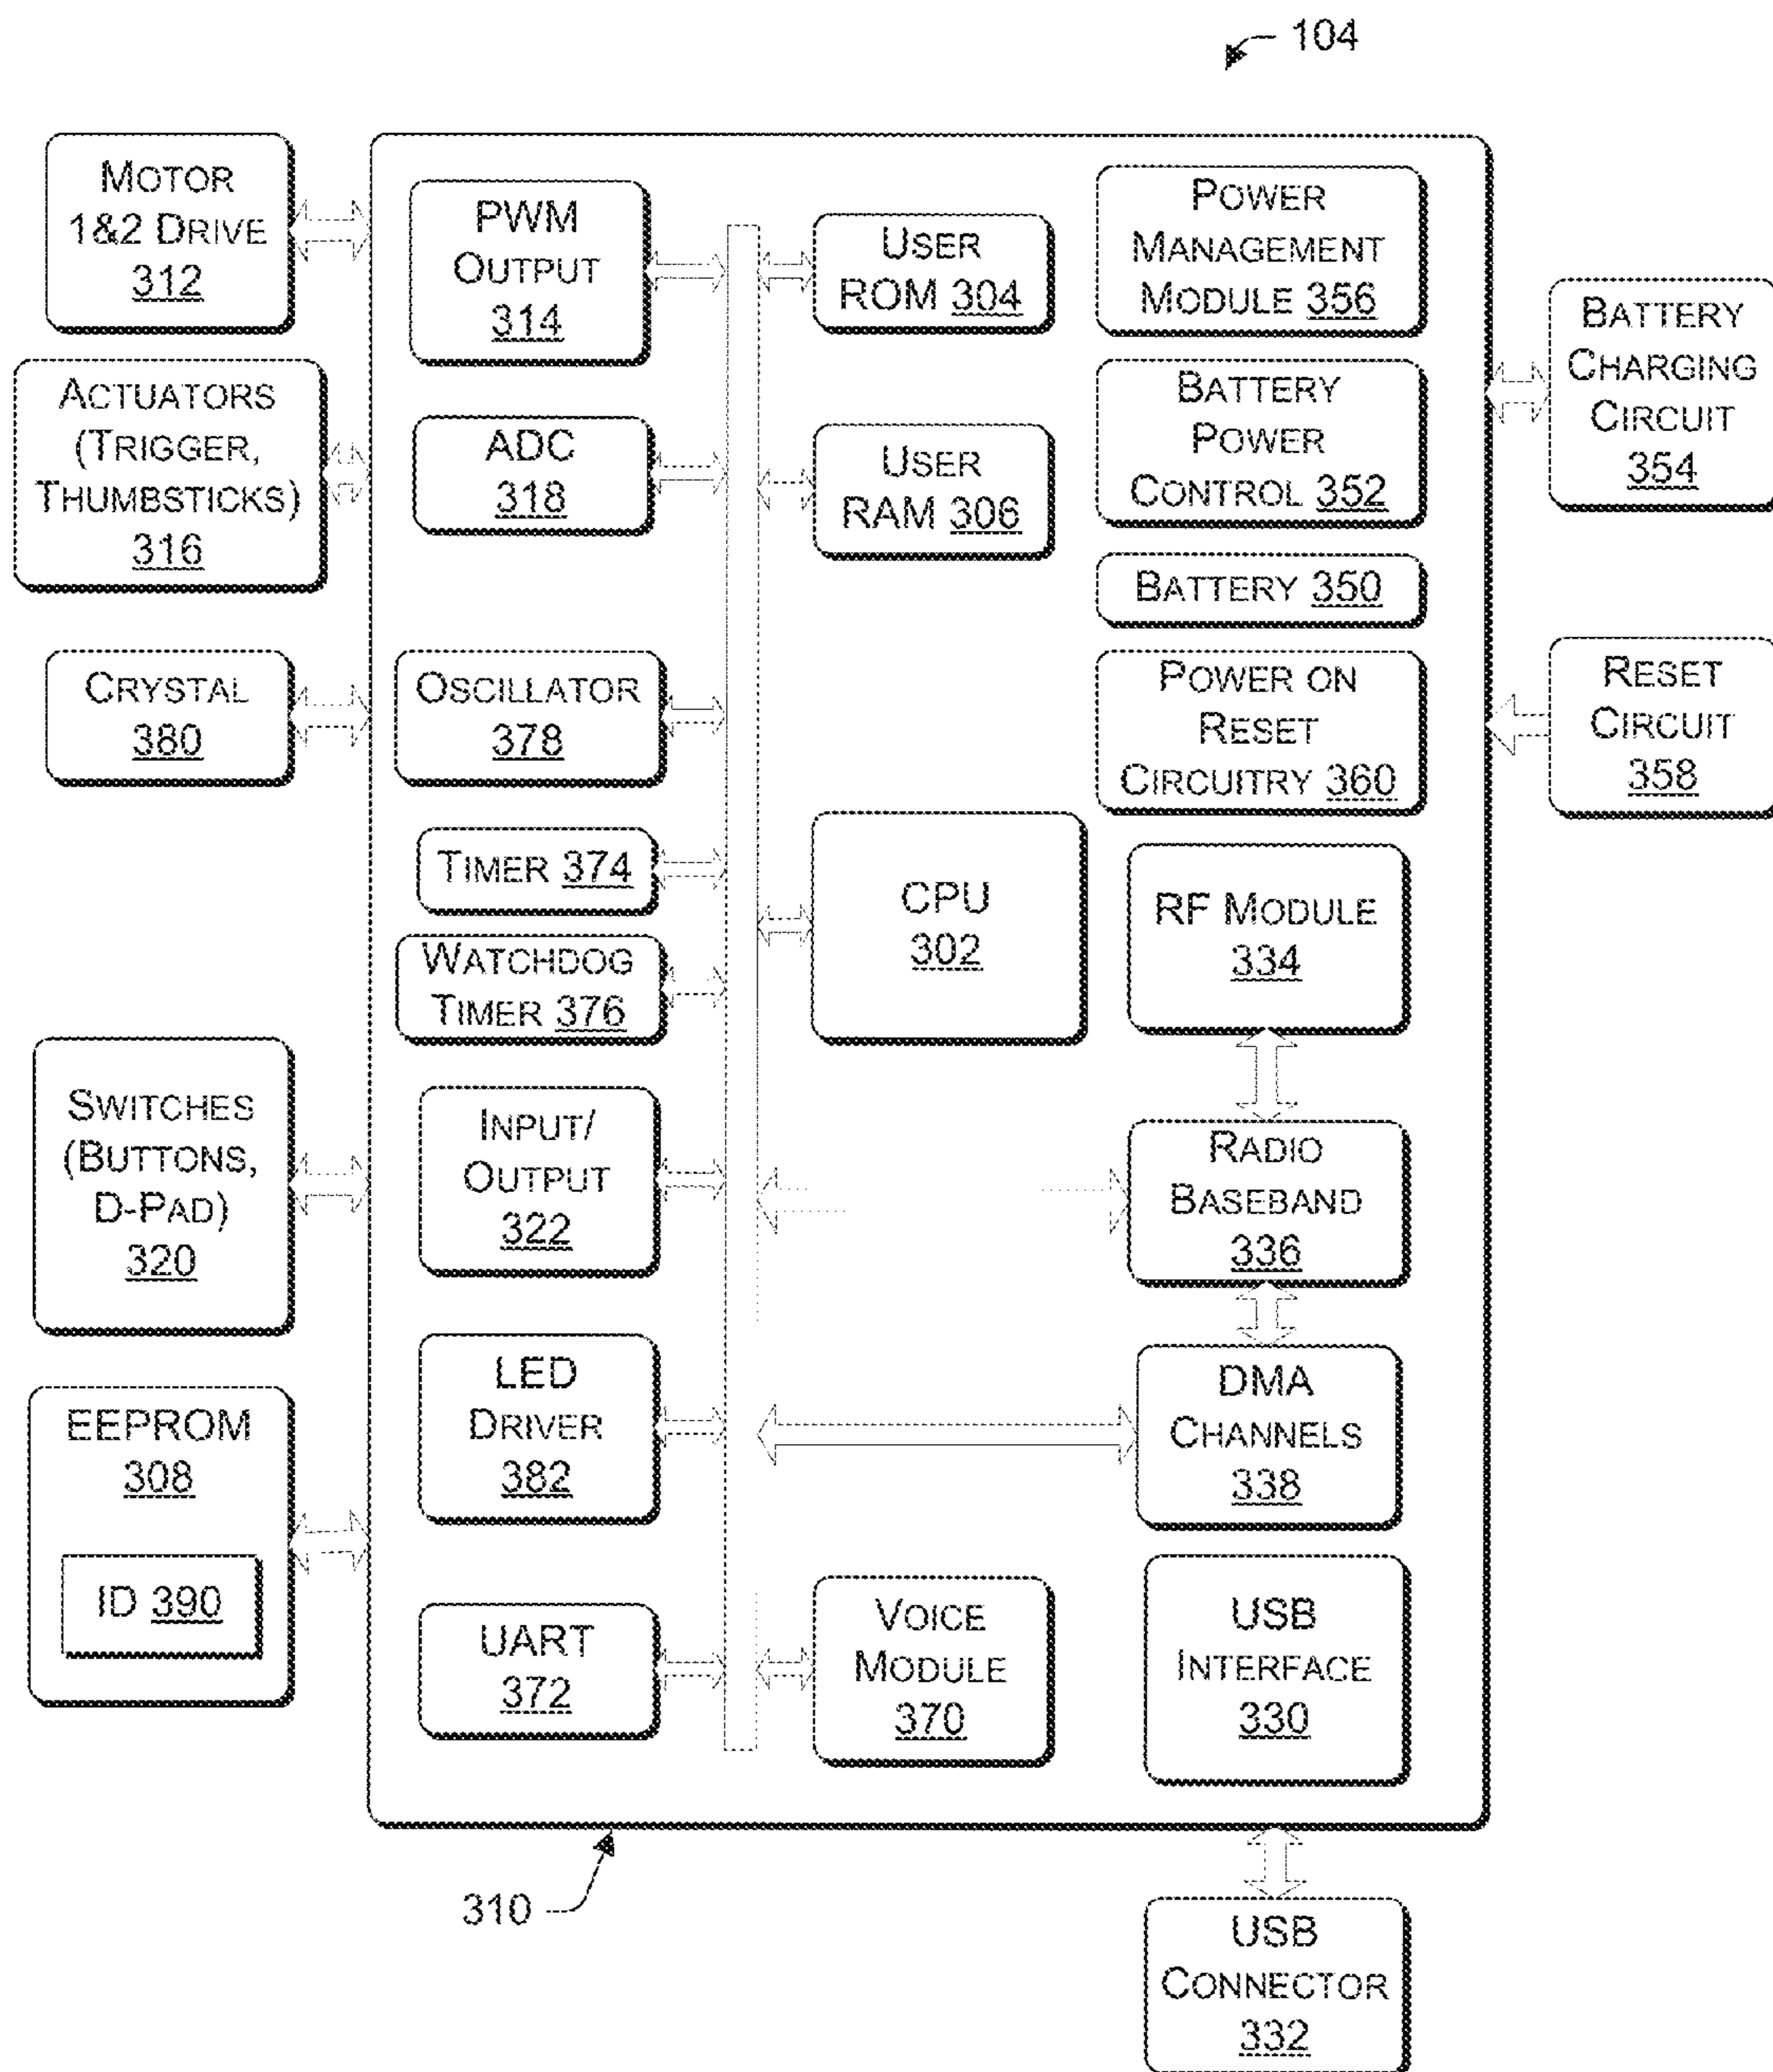 104
MOTOR
1&2 DRIVE
312
ACTUATORS
(TRIGGER,
THUMBSTICKS)
316
CRYSTAL
380
SWITCHES
(BUTTONS,
D-PAD)
320
EEPROM
308
ID 390
PWM
OUTPUT
314
ADC
318
OSCILLATOR
378
TIMER 374
WATCHDOG
TIMER 376
INPUT/
OUTPUT
322
LED
DRIVER
382
UART
372
USER
ROM 304
USER
RAM 306
CPU
302
VOICE
MODULE
370
POWER
MANAGEMENT
MODULE 356
BATTERY
POWER
CONTROL 352
BATTERY 350
POWER ON
RESET
CIRCUITRY 360
RF MODULE
334
RADIO
BASEBAND
336
DMA
CHANNELS
338
USB
INTERFACE
330
BATTERY
CHARGING
CIRCUIT
354
RESET
CIRCUIT
358
310
USB
CONNECTOR
332